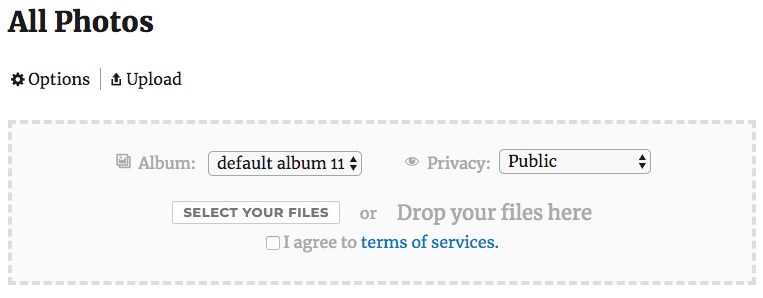 All Photos
Options Upload
Album: default album 11 Privacy: Public
SELECT YOUR FILES or Drop your files here
I agree to terms of services.